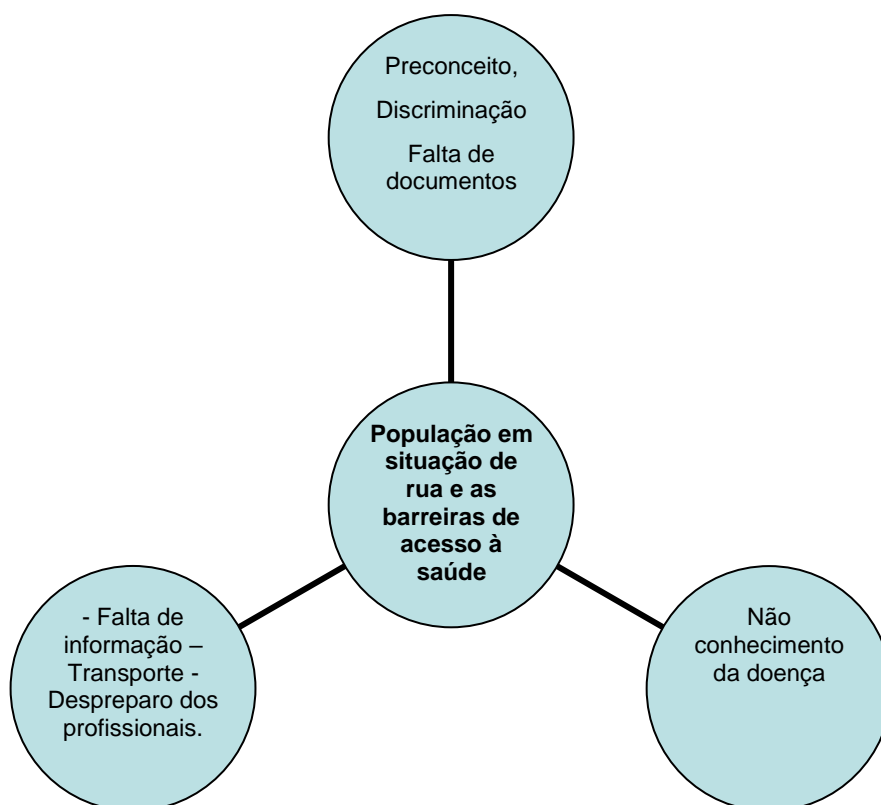 Preconceito,
Discriminação
Falta de
documentos
População em
situação de
rua e as
barreiras de
acesso à
saúde
- Falta de
informação –
Transporte -
Despreparo dos
profissionais.
Não
conhecimento
da doença